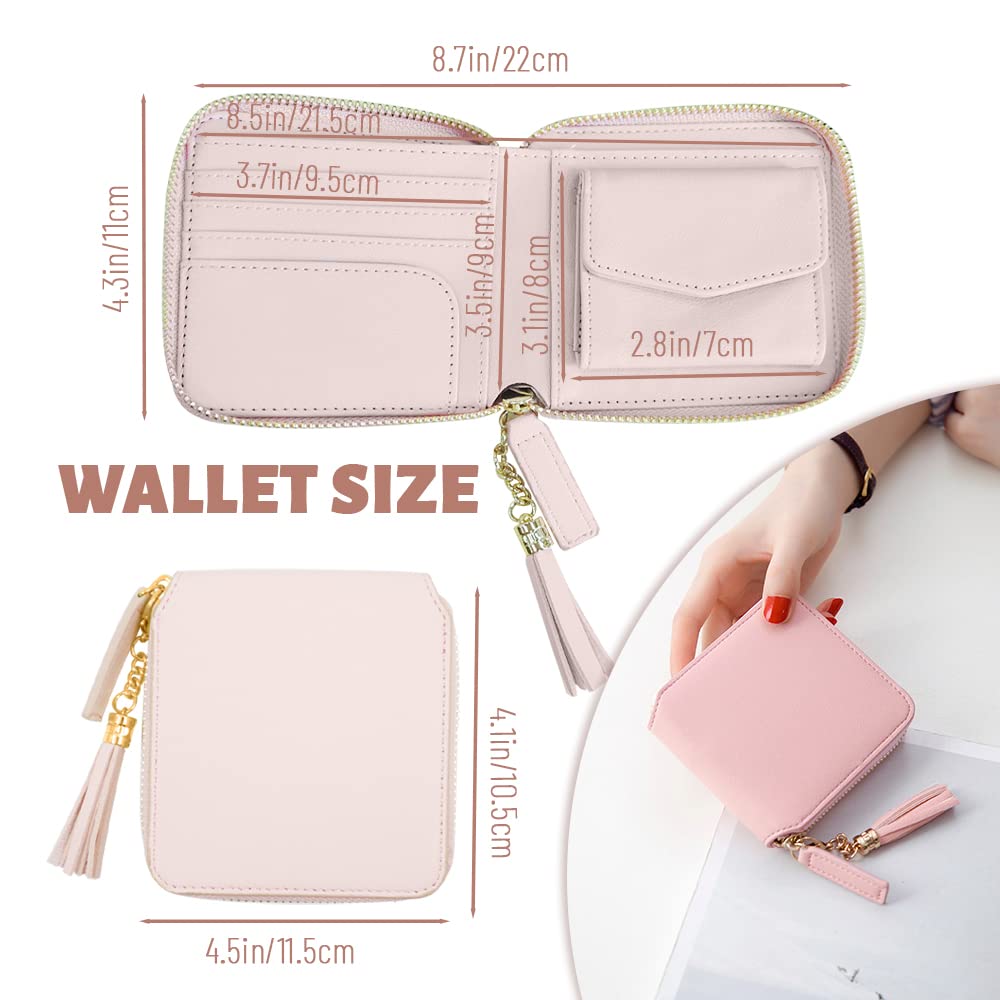 8.7in/22cm
8.5in/21.5cm
3.7in/9.5cm
4.3in/11cm
3.5in/9cm
3.1in/8cm
2.8in/7cm
WALLET SIZE
4.1in/10.5cm
4.5in/11.5cm